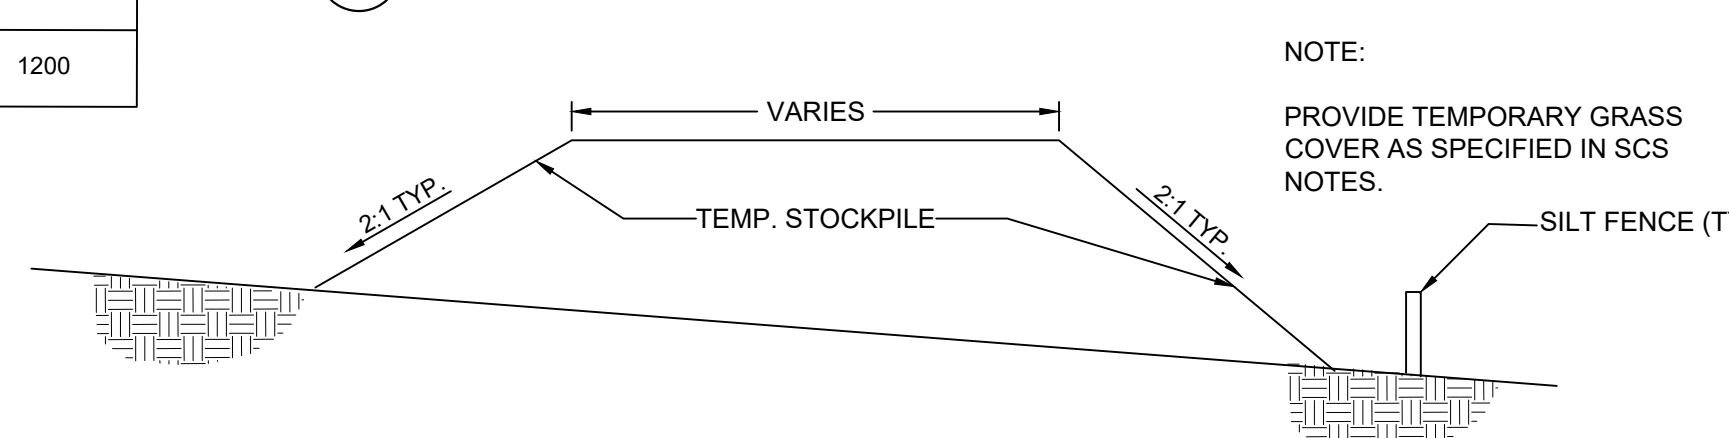 1200
VARIES
2:1 TYP.
TEMP. STOCKPILE
2:1 TYP.
NOTE:
PROVIDE TEMPORARY GRASS
COVER AS SPECIFIED IN SCS
NOTES.
SILT FENCE